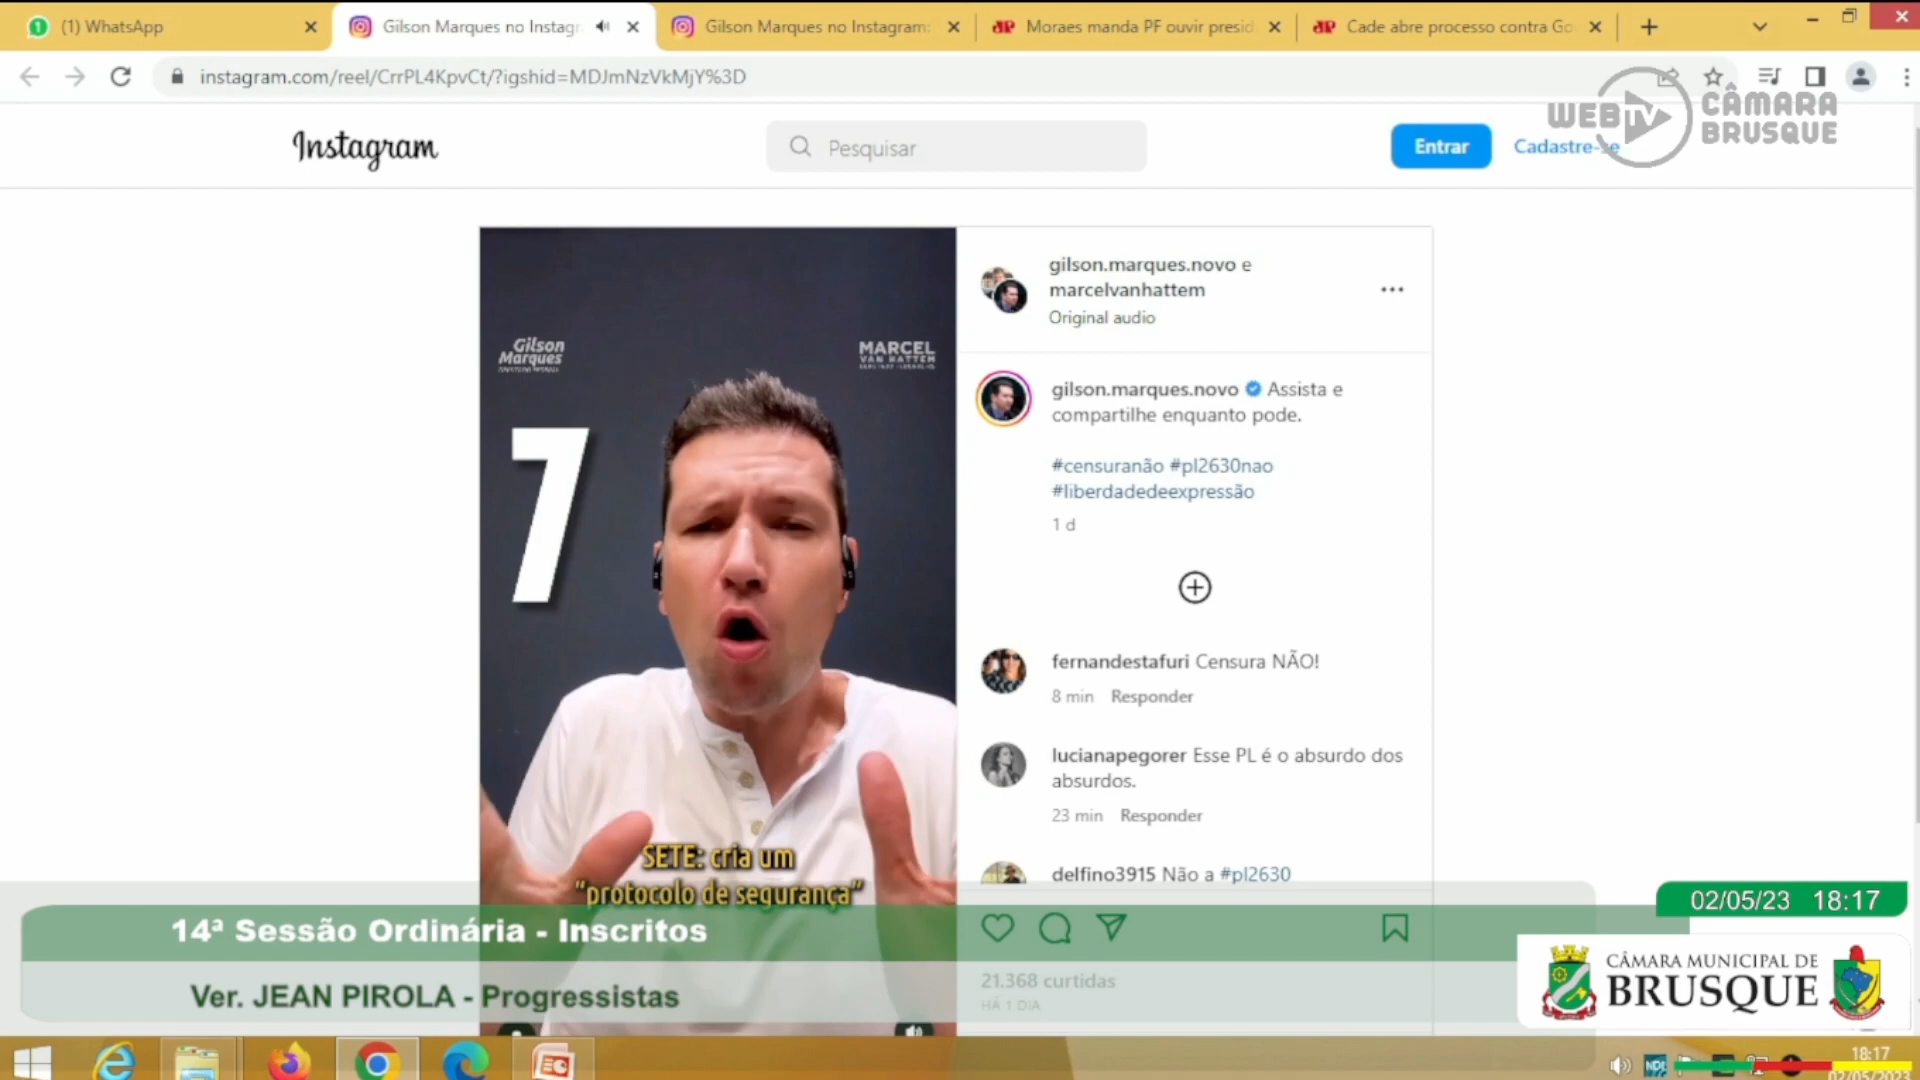 (1) WhatsApp
Gilson Marques no Instagr
Gilson Marques no Instagram:
Moraes manda PF ouvir presid
Cade abre processo contra Go
instagram.com/reel/CrrPL4KpvCt/?igshid=MDJmNzVkMjY%3D
WEB TV CÂMARA BRUSQUE
Instagram
Pesquisar
Entrar
Cadastre-se
Gilson Marques
MARCEL VAN HATTEM
7
SETE: cria um
"protocolo de segurança"
gilson.marques.novo e
marcelvanhattem
Original audio
gilson.marques.novo Assista e
compartilhe enquanto pode.
#censuranão #pl2630nao
#liberdadedeexpressão
1 d
fernandestafuri Censura NÃO!
8 min Responder
lucianapegorer Esse PL é o absurdo dos
absurdos.
23 min Responder
delfino3915 Não a #pl2630
21.368 curtidas
HÁ 1 DIA
14ª Sessão Ordinária - Inscritos
Ver. JEAN PIROLA - Progressistas
02/05/23 18:17
CÂMARA MUNICIPAL DE
BRUSQUE
18:17
02/05/2023